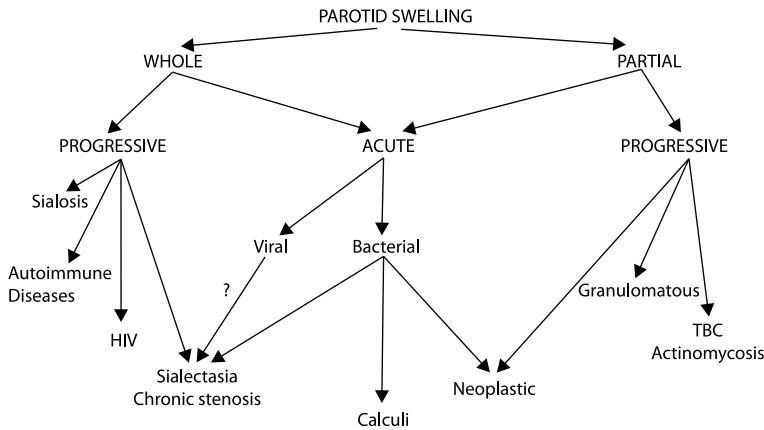 PAROTID SWELLING
WHOLE
PARTIAL
PROGRESSIVE
ACUTE
PROGRESSIVE
Sialosis
Viral
Bacterial
Autoimmune
Diseases
?
Granulomatous
HIV
TBC
Actinomycosis
Sialectasia
Chronic stenosis
Neoplastic
Calculi